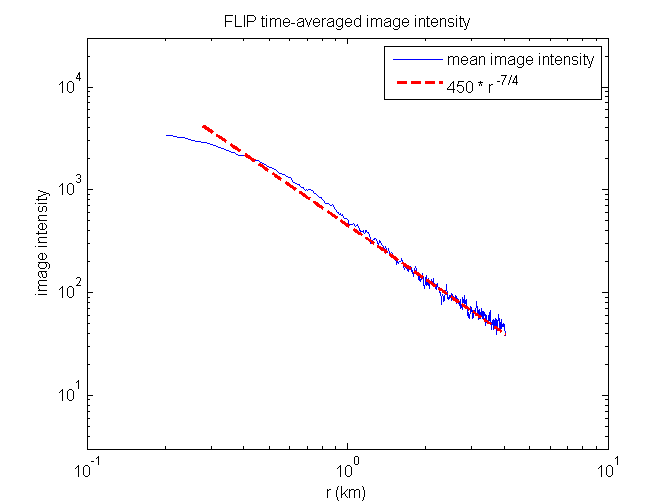 FLIP time-averaged image intensity
mean image intensity
450 * r^-7/4
image intensity
10^4
10^3
10^2
10^1
10^-1
10^0
10^1
r (km)